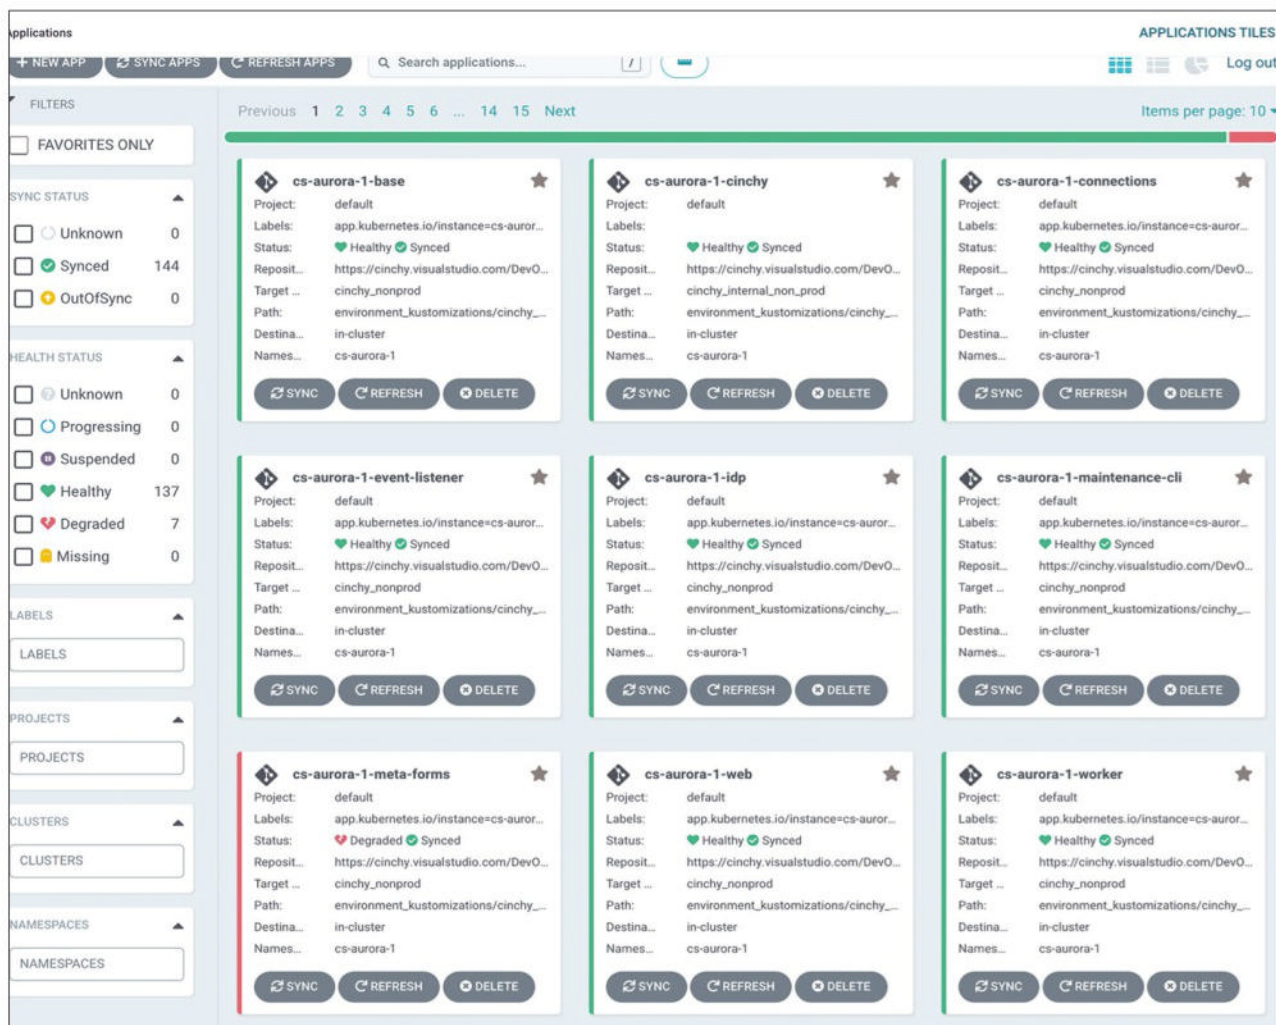 Applications
APPLICATIONS TILES
+ NEW APP
SYNC APPS
REFRESH APPS
Search applications...
/
Log out
FILTERS
Previous 1 2 3 4 5 6 ... 14 15 Next
Items per page: 10
FAVORITES ONLY
SYNC STATUS
Unknown 0
Synced 144
OutOfSync 0
HEALTH STATUS
Unknown 0
Progressing 0
Suspended 0
Healthy 137
Degraded 7
Missing 0
LABELS
LABELS
PROJECTS
PROJECTS
CLUSTERS
CLUSTERS
NAMESPACES
NAMESPACES
cs-aurora-1-base
Project: default
Labels: app.kubernetes.io/instance=cs-auror...
Status: Healthy Synced
Reposit... https://cinchy.visualstudio.com/DevO...
Target ... cinchy_nonprod
Path: environment_kustomizations/cinchy_...
Destina... in-cluster
Names... cs-aurora-1
SYNC REFRESH DELETE
cs-aurora-1-cinchy
Project: default
Labels:
Status: Healthy Synced
Reposit... https://cinchy.visualstudio.com/DevO...
Target ... cinchy_internal_non_prod
Path: environment_kustomizations/cinchy_...
Destina... in-cluster
Names... cs-aurora-1
SYNC REFRESH DELETE
cs-aurora-1-connections
Project: default
Labels: app.kubernetes.io/instance=cs-auror...
Status: Healthy Synced
Reposit... https://cinchy.visualstudio.com/DevO...
Target ... cinchy_nonprod
Path: environment_kustomizations/cinchy_...
Destina... in-cluster
Names... cs-aurora-1
SYNC REFRESH DELETE
cs-aurora-1-event-listener
Project: default
Labels: app.kubernetes.io/instance=cs-auror...
Status: Healthy Synced
Reposit... https://cinchy.visualstudio.com/DevO...
Target ... cinchy_nonprod
Path: environment_kustomizations/cinchy_...
Destina... in-cluster
Names... cs-aurora-1
SYNC REFRESH DELETE
cs-aurora-1-idp
Project: default
Labels: app.kubernetes.io/instance=cs-auror...
Status: Healthy Synced
Reposit... https://cinchy.visualstudio.com/DevO...
Target ... cinchy_nonprod
Path: environment_kustomizations/cinchy_...
Destina... in-cluster
Names... cs-aurora-1
SYNC REFRESH DELETE
cs-aurora-1-maintenance-cli
Project: default
Labels: app.kubernetes.io/instance=cs-auror...
Status: Healthy Synced
Reposit... https://cinchy.visualstudio.com/DevO...
Target ... cinchy_nonprod
Path: environment_kustomizations/cinchy_...
Destina... in-cluster
Names... cs-aurora-1
SYNC REFRESH DELETE
cs-aurora-1-meta-forms
Project: default
Labels: app.kubernetes.io/instance=cs-auror...
Status: Degraded Synced
Reposit... https://cinchy.visualstudio.com/DevO...
Target ... cinchy_nonprod
Path: environment_kustomizations/cinchy_...
Destina... in-cluster
Names... cs-aurora-1
SYNC REFRESH DELETE
cs-aurora-1-web
Project: default
Labels: app.kubernetes.io/instance=cs-auror...
Status: Healthy Synced
Reposit... https://cinchy.visualstudio.com/DevO...
Target ... cinchy_nonprod
Path: environment_kustomizations/cinchy_...
Destina... in-cluster
Names... cs-aurora-1
SYNC REFRESH DELETE
cs-aurora-1-worker
Project: default
Labels: app.kubernetes.io/instance=cs-auror...
Status: Healthy Synced
Reposit... https://cinchy.visualstudio.com/DevO...
Target ... cinchy_nonprod
Path: environment_kustomizations/cinchy_...
Destina... in-cluster
Names... cs-aurora-1
SYNC REFRESH DELETE